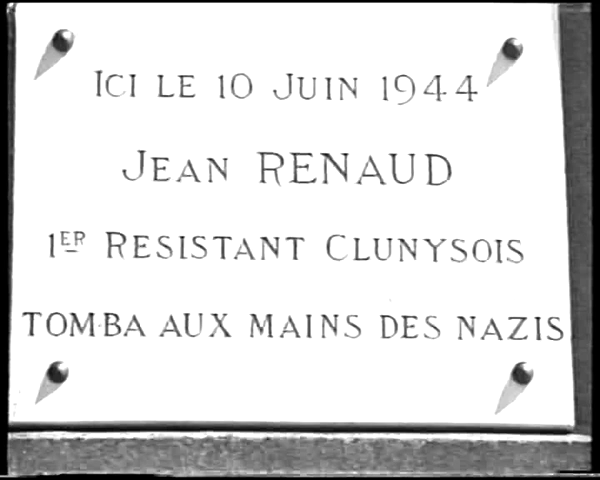 ICI LE 10 JUIN 1944
JEAN RENAUD
1ER RESISTANT CLUNYSOIS
TOMBA AUX MAINS DES NAZIS